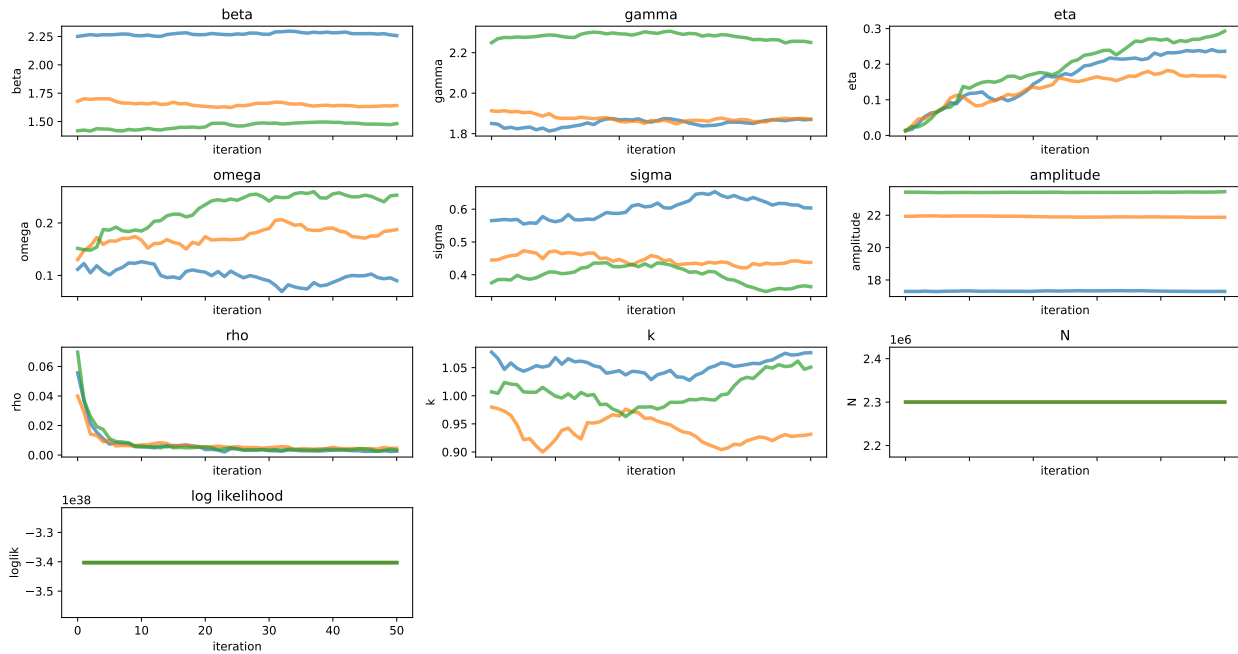 beta
gamma
eta
2.25
2.00
1.75
1.50
beta
iteration
2.2
2.0
1.8
gamma
iteration
0.3
0.2
0.1
0.0
eta
iteration
omega
sigma
amplitude
0.2
0.1
omega
iteration
0.6
0.5
0.4
sigma
iteration
22
20
18
amplitude
iteration
rho
k
N
0.06
0.04
0.02
0.00
rho
iteration
1.05
1.00
0.95
0.90
k
iteration
1e6
2.4
2.3
2.2
N
iteration
log likelihood
1e38
−3.3
−3.4
−3.5
loglik
0 10 20 30 40 50
iteration